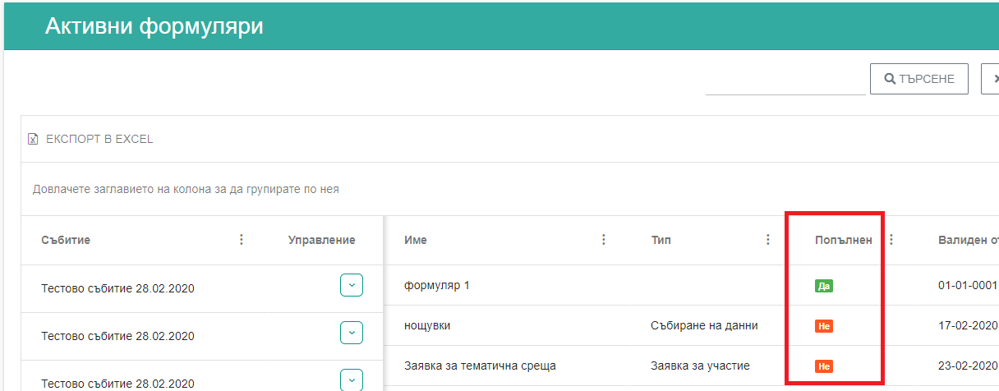 Активни формуляри
ТЪРСЕНЕ
ЕКСПОРТ В EXCEL
Довлачете заглавието на колона за да групирате по нея
Събитие Управление Име Тип Попълнен Валиден от
Тестово събитие 28.02.2020 формуляр 1 Да 01-01-0001
Тестово събитие 28.02.2020 нощувки Събиране на данни Не 17-02-2020
Тестово събитие 28.02.2020 Заявка за тематична среща Заявка за участие Не 23-02-2020